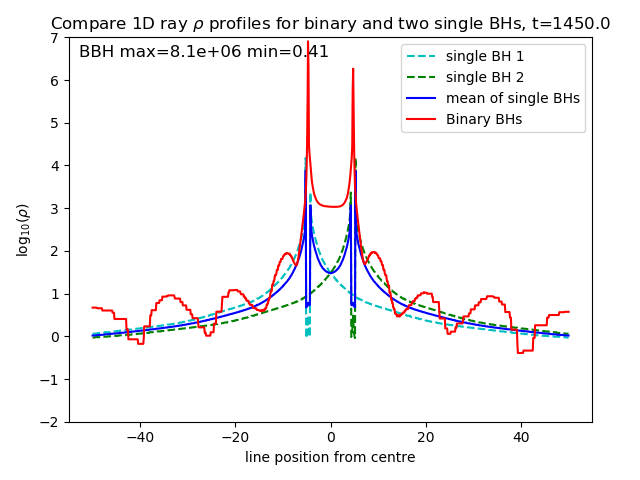 Compare 1D ray ρ profiles for binary and two single BHs, t=1450.0
BBH max=8.1e+06 min=0.41
single BH 1
single BH 2
mean of single BHs
Binary BHs
7
6
5
4
3
2
1
0
−1
−2
log₁₀(ρ)
−40 −20 0 20 40
line position from centre